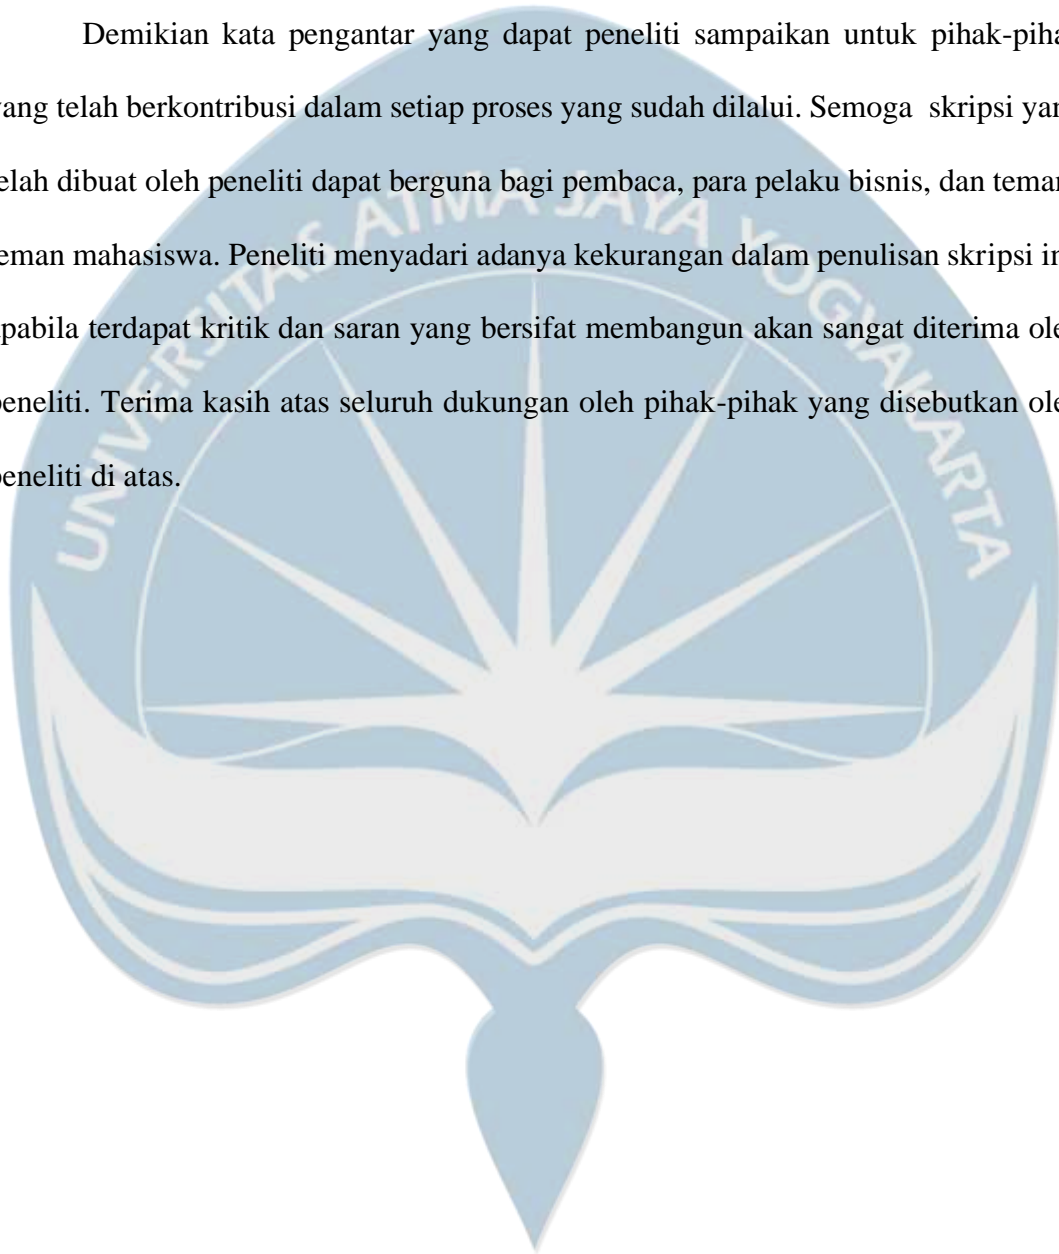 Demikian kata pengantar yang dapat peneliti sampaikan untuk pihak-piha
yang telah berkontribusi dalam setiap proses yang sudah dilalui. Semoga skripsi yan
telah dibuat oleh peneliti dapat berguna bagi pembaca, para pelaku bisnis, dan teman
teman mahasiswa. Peneliti menyadari adanya kekurangan dalam penulisan skripsi in
apabila terdapat kritik dan saran yang bersifat membangun akan sangat diterima ole
peneliti. Terima kasih atas seluruh dukungan oleh pihak-pihak yang disebutkan ole
peneliti di atas.
UNIVERSITAS ATMA JAYA YOGYAKARTA